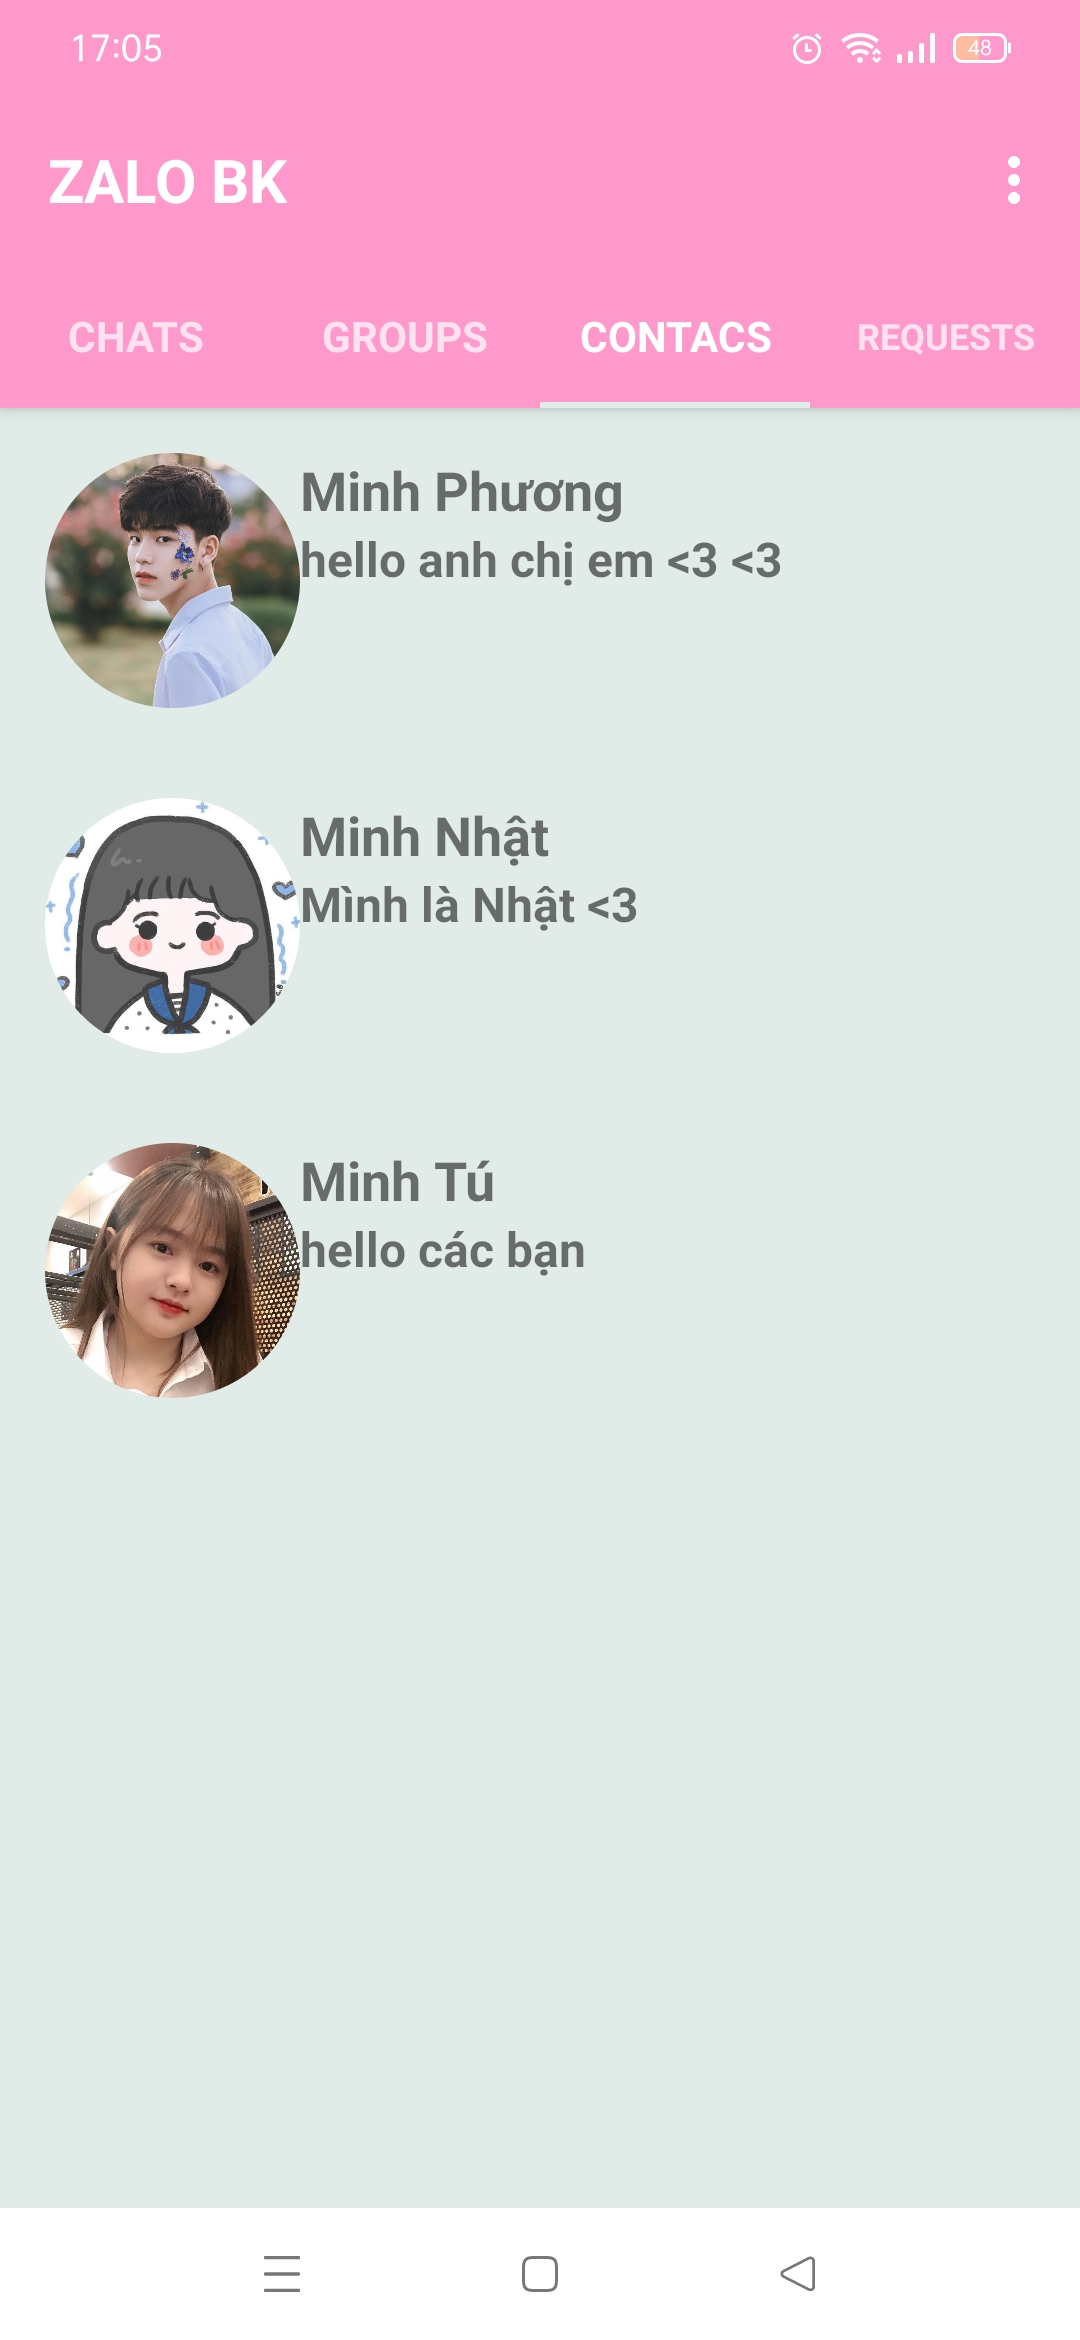 17:05
48
ZALO BK
CHATS
GROUPS
CONTACS
REQUESTS
Minh Phương
hello anh chị em <3 <3
Minh Nhật
Mình là Nhật <3
Minh Tú
hello các bạn